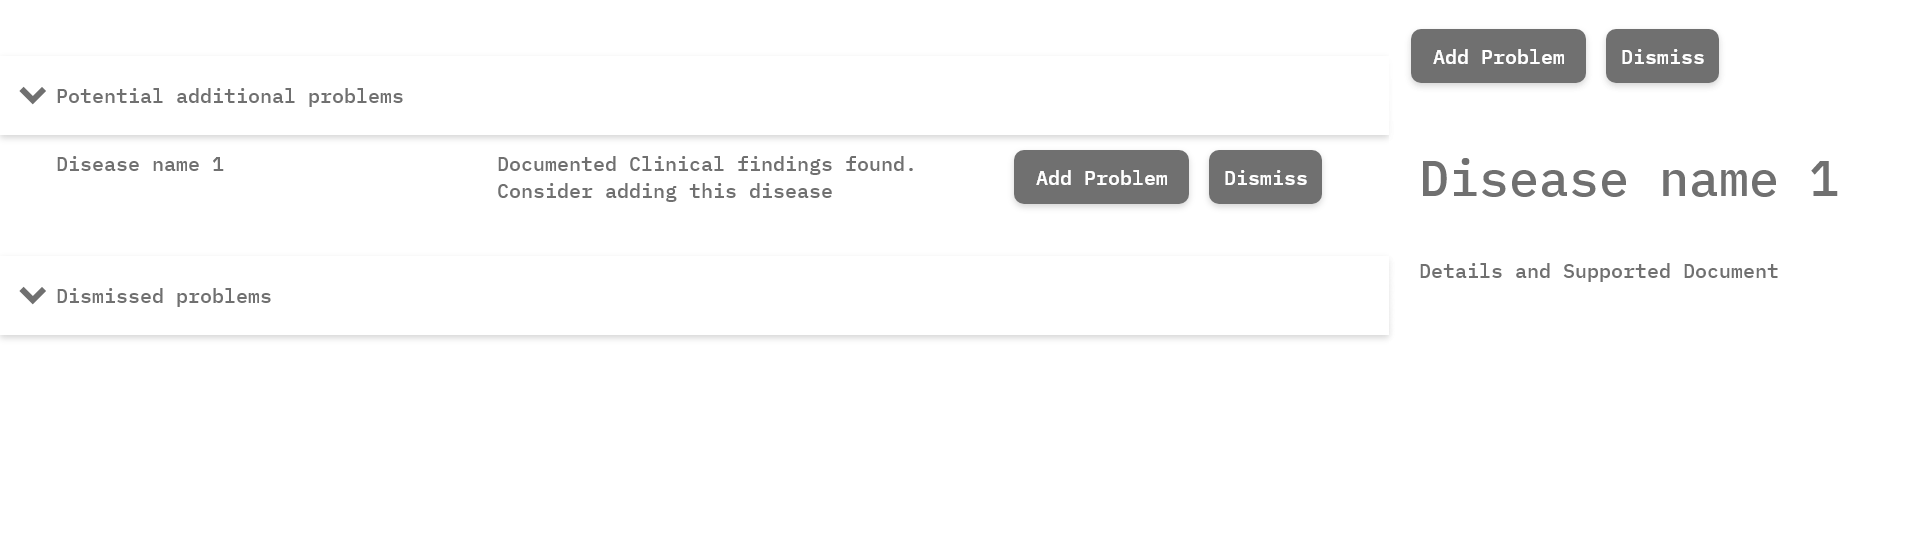 Potential additional problems
Disease name 1
Documented Clinical findings found.
Consider adding this disease
Add Problem
Dismiss
Dismissed problems
Add Problem
Dismiss
Disease name 1
Details and Supported Document